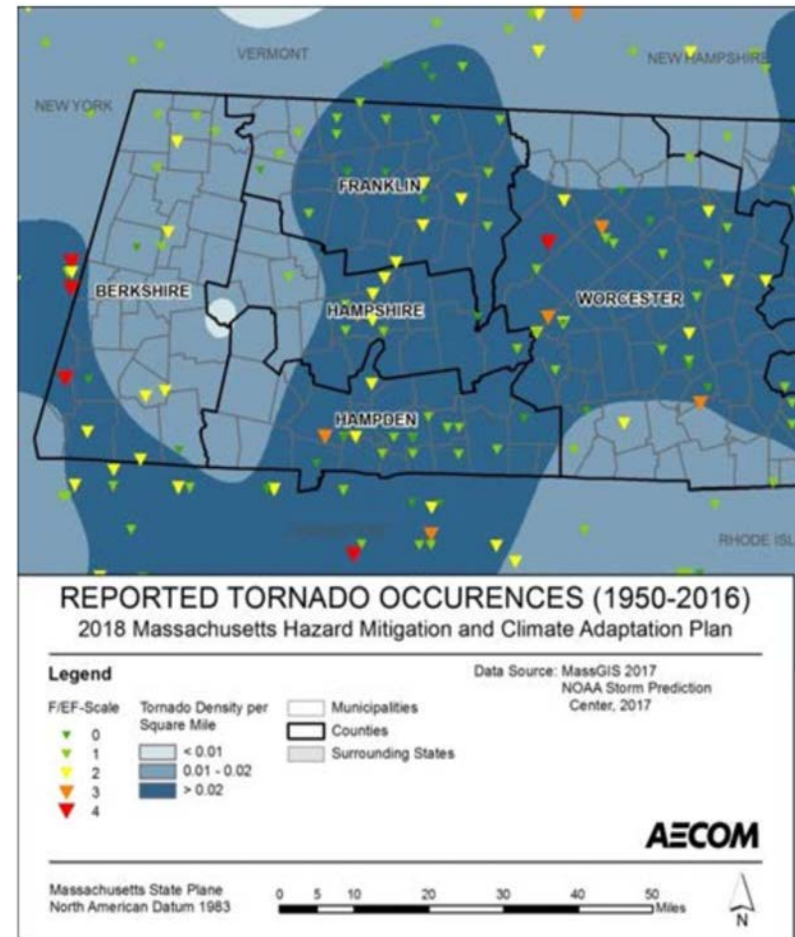 VERMONT
NEW HAMPSHIRE
NEW YORK
FRANKLIN
BERKSHIRE
HAMPSHIRE
WORCESTER
HAMPDEN
RHODE ISL
REPORTED TORNADO OCCURENCES (1950-2016)
2018 Massachusetts Hazard Mitigation and Climate Adaptation Plan
Legend
Data Source: MassGIS 2017
NOAA Storm Prediction
Center, 2017
F/EF-Scale
0
1
2
3
4
Tornado Density per
Square Mile
< 0.01
0.01 - 0.02
> 0.02
Municipalities
Counties
Surrounding States
AECOM
Massachusetts State Plane
North American Datum 1983
0 5 10 20 30 40 50
Miles
N